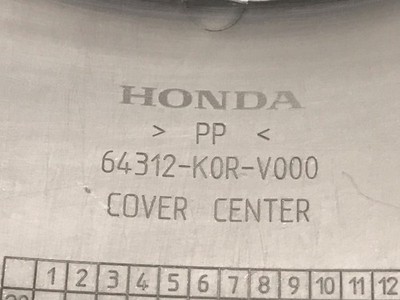 HONDA
> PP <
64312-K0R-V000
COVER CENTER
1 2 3 4 5 6 7 8 9 10 11 12